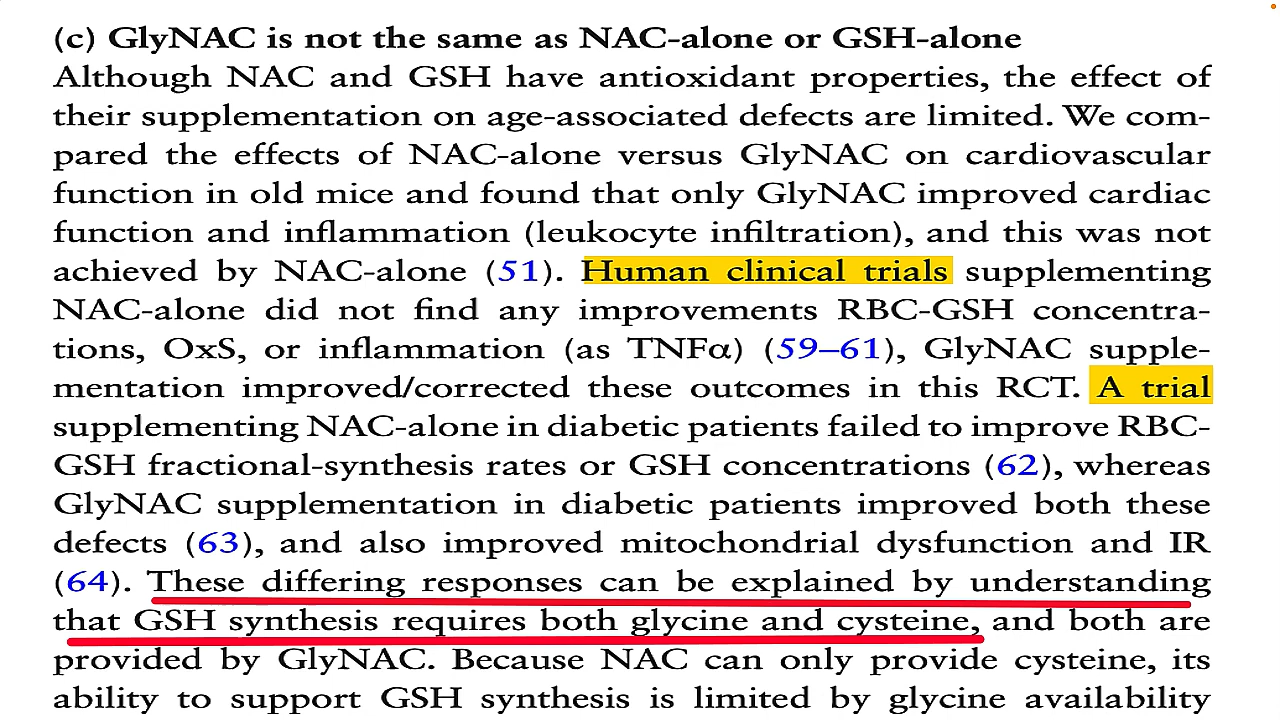 (c) GlyNAC is not the same as NAC-alone or GSH-alone
Although NAC and GSH have antioxidant properties, the effect of
their supplementation on age-associated defects are limited. We com-
pared the effects of NAC-alone versus GlyNAC on cardiovascular
function in old mice and found that only GlyNAC improved cardiac
function and inflammation (leukocyte infiltration), and this was not
achieved by NAC-alone (51). Human clinical trials supplementing
NAC-alone did not find any improvements RBC-GSH concentra-
tions, OxS, or inflammation (as TNFα) (59–61), GlyNAC supple-
mentation improved/corrected these outcomes in this RCT. A trial
supplementing NAC-alone in diabetic patients failed to improve RBC-
GSH fractional-synthesis rates or GSH concentrations (62), whereas
GlyNAC supplementation in diabetic patients improved both these
defects (63), and also improved mitochondrial dysfunction and IR
(64). These differing responses can be explained by understanding
that GSH synthesis requires both glycine and cysteine, and both are
provided by GlyNAC. Because NAC can only provide cysteine, its
ability to support GSH synthesis is limited by glycine availability